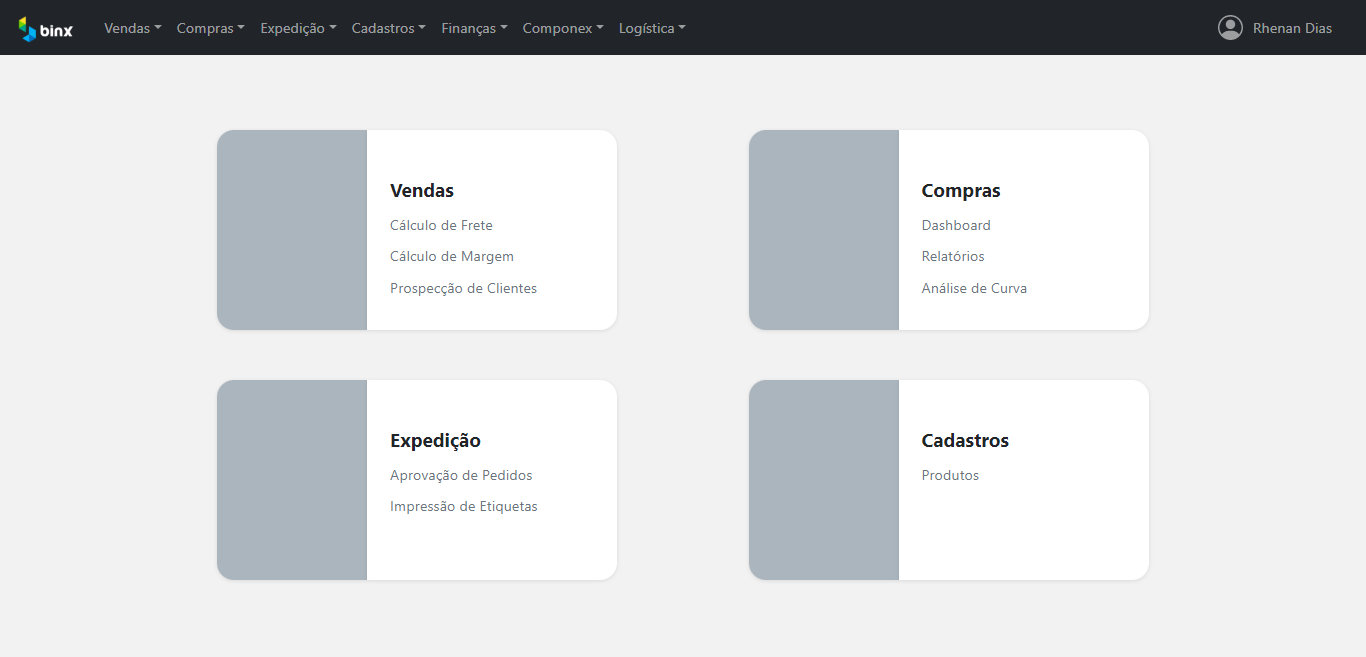 binx Vendas Compras Expedição Cadastros Finanças Componex Logística Rhenan Dias
Vendas
Cálculo de Frete
Cálculo de Margem
Prospecção de Clientes
Compras
Dashboard
Relatórios
Análise de Curva
Expedição
Aprovação de Pedidos
Impressão de Etiquetas
Cadastros
Produtos